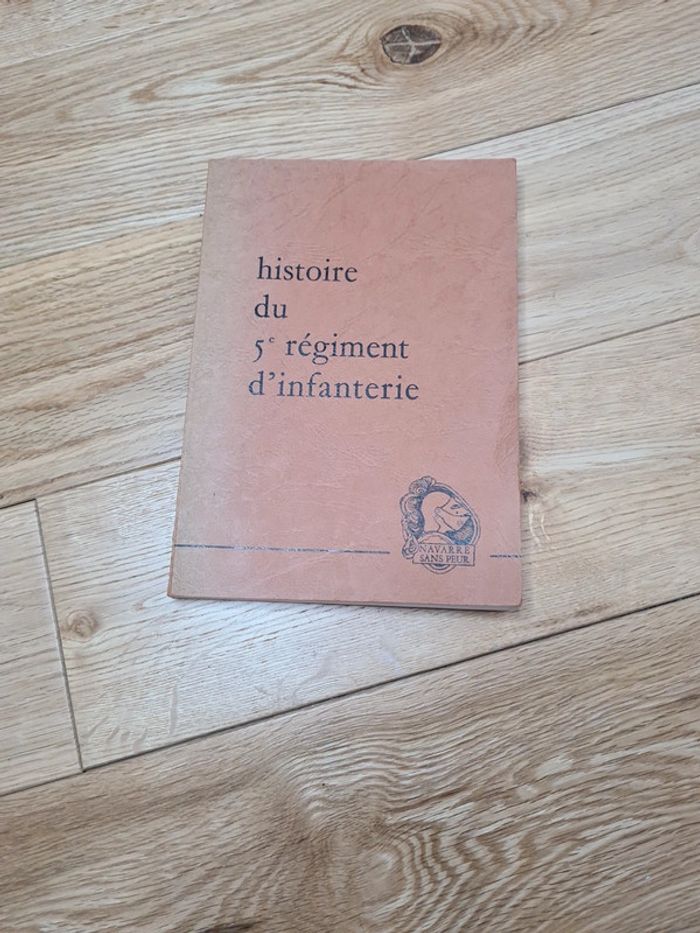 histoire
du
5e régiment
d'infanterie
NAVARRE
SANS PEUR